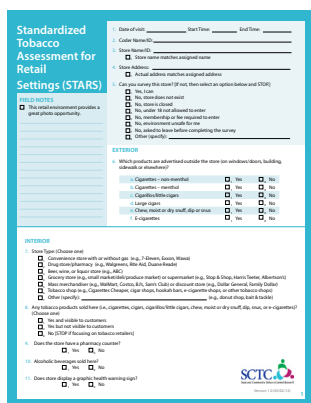 Standardized
Tobacco
Assessment for
Retail
Settings (STARS)
FIELD NOTES
This retail environment provides a
great photo opportunity.
1. Date of visit: Start Time: End Time:
2. Coder Name/ID:
3. Store Name/ID:
Store name matches assigned name
4. Store Address:
Actual address matches assigned address
5. Can you survey this store? (If not, then select an option below and STOP)
Yes, I can
No, store does not exist
No, store is closed
No, under 18 not allowed to enter
No, membership or fee required to enter
No, environment unsafe for me
No, asked to leave before completing the survey
Other (specify):
EXTERIOR
6. Which products are advertised outside the store (on windows/doors, building,
sidewalk or elsewhere)?
a. Cigarettes – non-menthol Yes No
b. Cigarettes – menthol Yes No
c. Cigarillos/little cigars Yes No
d. Large cigars Yes No
e. Chew, moist or dry snuff, dip or snus Yes No
f. E-cigarettes Yes No
INTERIOR
7. Store Type: (Choose one)
Convenience store with or without gas (e.g., 7-Eleven, Exxon, Wawa)
Drug store/pharmacy (e.g., Walgreens, Rite Aid, Duane Reade)
Beer, wine, or liquor store (e.g., ABC)
Grocery store (e.g., small market/deli/produce market) or supermarket (e.g., Stop & Shop, Harris Teeter, Albertson's)
Mass merchandiser (e.g., WalMart, Costco, BJ's, Sam's Club) or discount store (e.g., Dollar General, Family Dollar)
Tobacco shop (e.g., Cigarettes Cheaper, cigar shops, hookah bars, e-cigarette shops, or other tobacco shops)
Other (specify): (e.g., donut shop, bait & tackle)
8. Any tobacco products sold here (i.e., cigarettes, cigars, cigarillos/little cigars, chew, moist or dry snuff, dip, snus, or e-cigarettes)?
(Choose one)
Yes and visible to customers
Yes but not visible to customers
No [STOP if focusing on tobacco retailers]
9. Does the store have a pharmacy counter?
Yes No
10. Alcoholic beverages sold here?
Yes No
11. Does store display a graphic health warning sign?
Yes No
SCTC
1